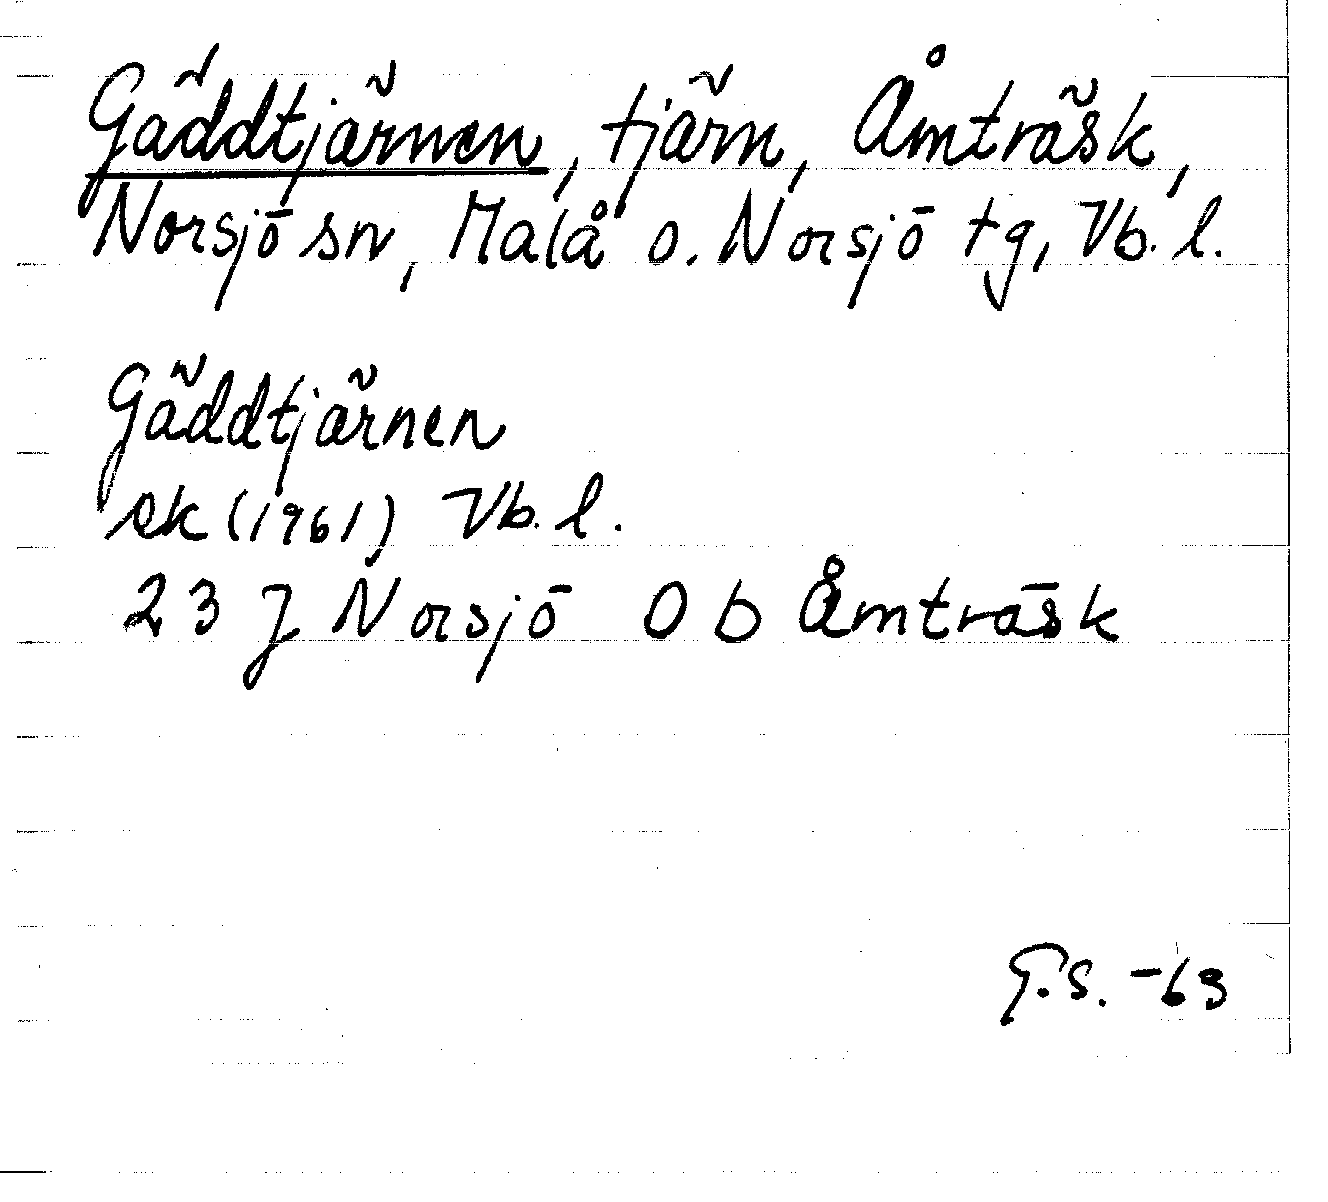 Gäddtjärnen, tjärn, Åmträsk,
Norsjö sn, Malå o. Norsjö tg, Vb. l.
Gäddtjärnen
ek (1961) Vb. l.
23 J Norsjö 0 b Åmträsk
G.S. -63